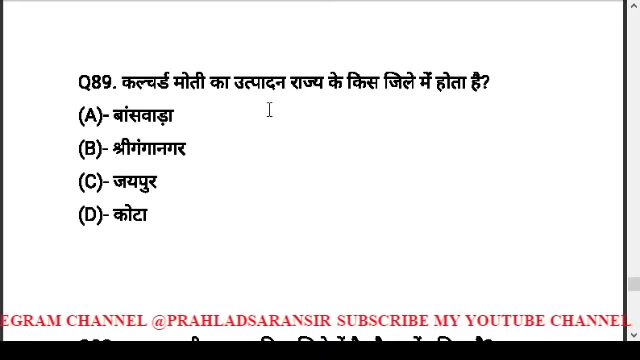 Q89. कल्चर्ड मोती का उत्पादन राज्य के किस जिले में होता है?
(A)- बांसवाड़ा
(B)- श्रीगंगानगर
(C)- जयपुर
(D)- कोटा
EGRAM CHANNEL @PRAHLADSARANSIR SUBSCRIBE MY YOUTUBE CHANNEL